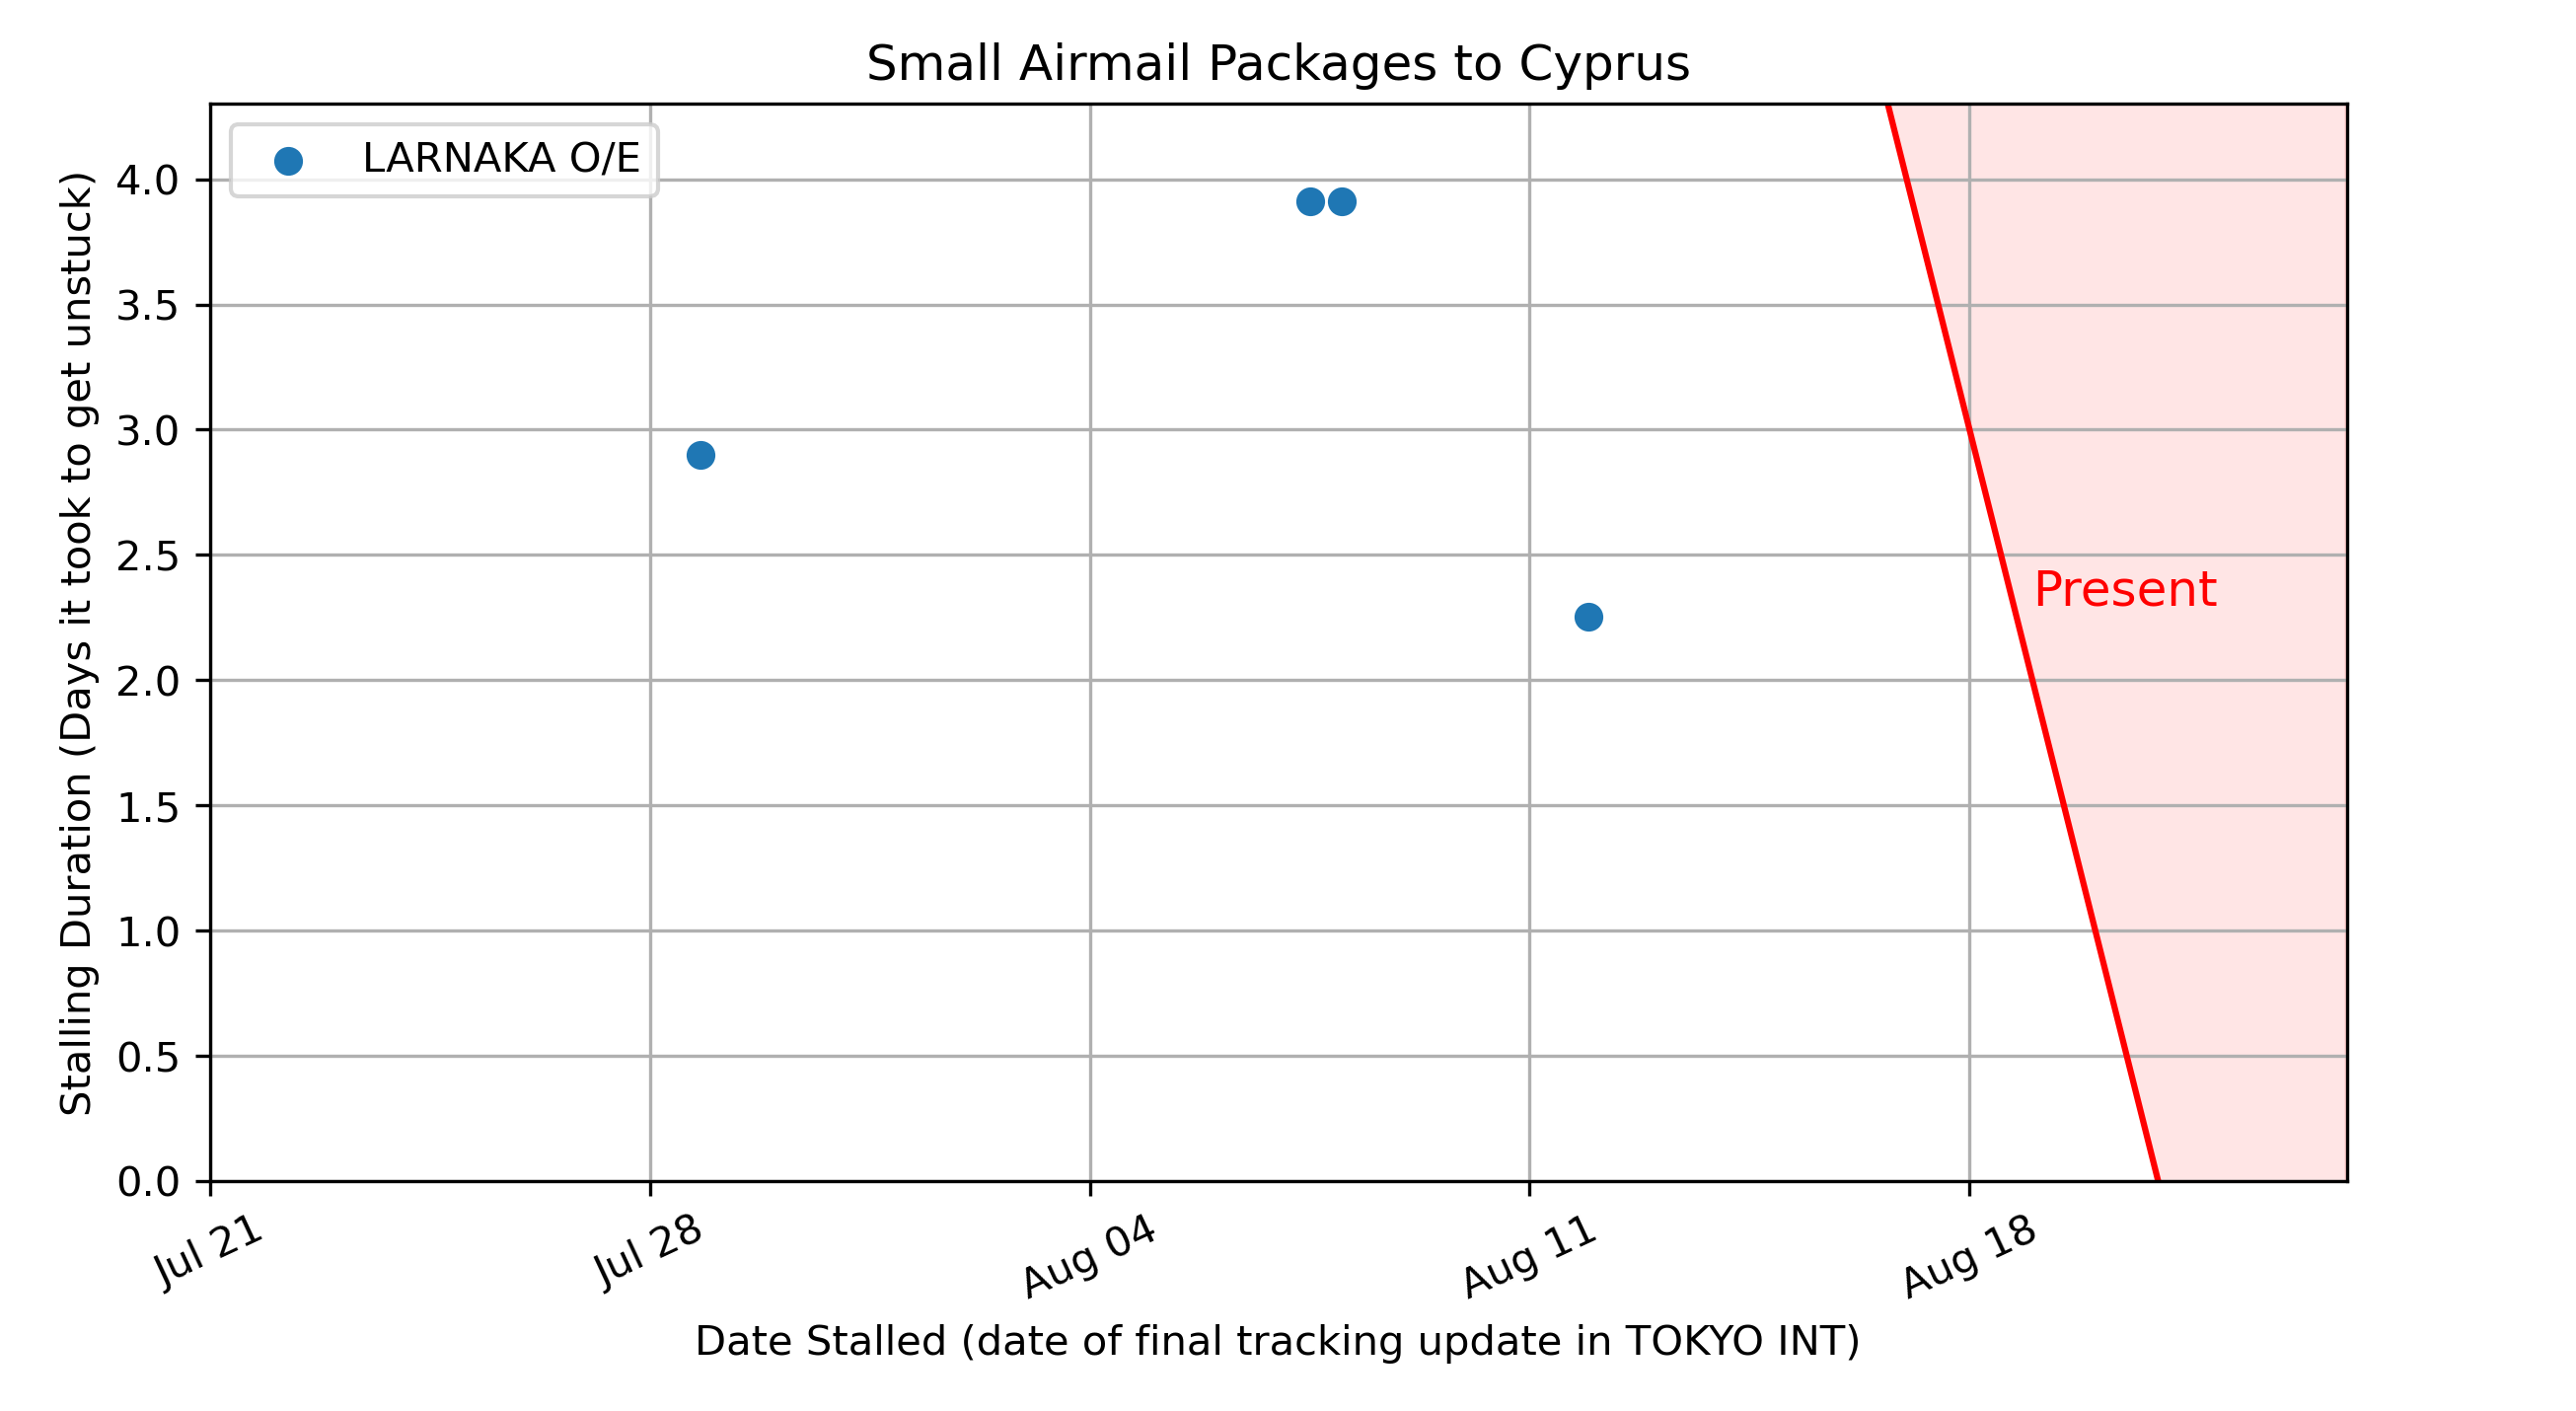 Small Airmail Packages to Cyprus
LARNAKA O/E
Stalling Duration (Days it took to get unstuck)
4.0
3.5
3.0
2.5
2.0
1.5
1.0
0.5
0.0
Present
Jul 21
Jul 28
Aug 04
Aug 11
Aug 18
Date Stalled (date of final tracking update in TOKYO INT)